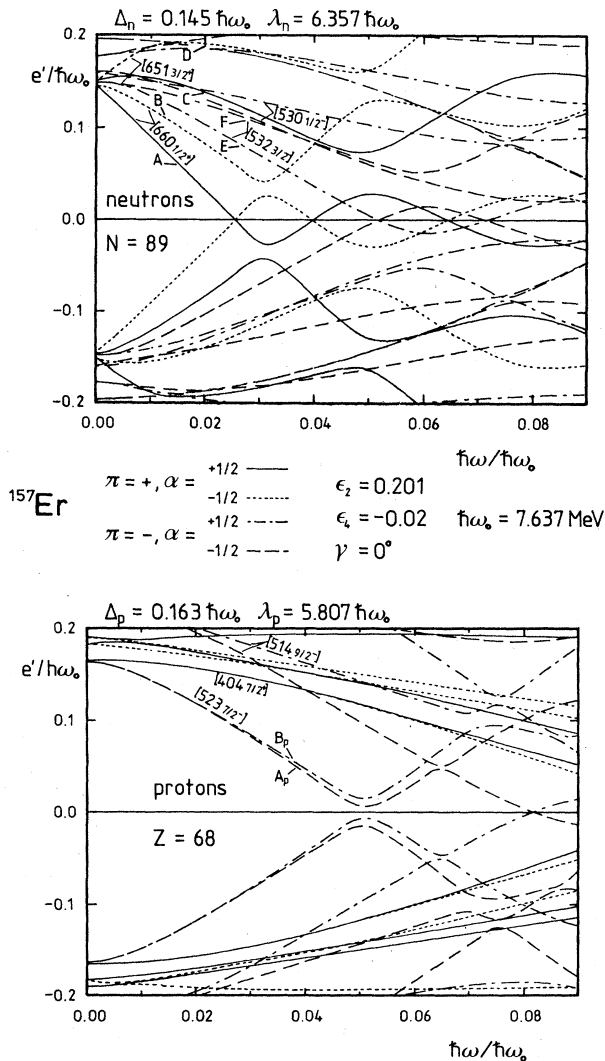 Δn = 0.145 ħω₀ λn = 6.357 ħω₀
e'/ħω₀
0.2
0.1
0.0
-0.1
-0.2
D
[651 3/2⁺]
C
B
[660 1/2⁺]
A
F
E
[530 1/2⁻]
[532 3/2⁻]
neutrons
N = 89
0.00 0.02 0.04 0.06 0.08
ħω/ħω₀
¹⁵⁷Er
π = +, α = +1/2
-1/2
π = -, α = +1/2
-1/2
ε₂ = 0.201
ε₄ = -0.02 ħω₀ = 7.637 MeV
γ = 0°
Δp = 0.163 ħω₀ λp = 5.807 ħω₀
e'/ħω₀
0.2
0.1
0.0
-0.1
-0.2
[514 9/2⁻]
[404 7/2⁺]
[523 7/2⁻]
Bp
Ap
protons
Z = 68
0.00 0.02 0.04 0.06 0.08
ħω/ħω₀